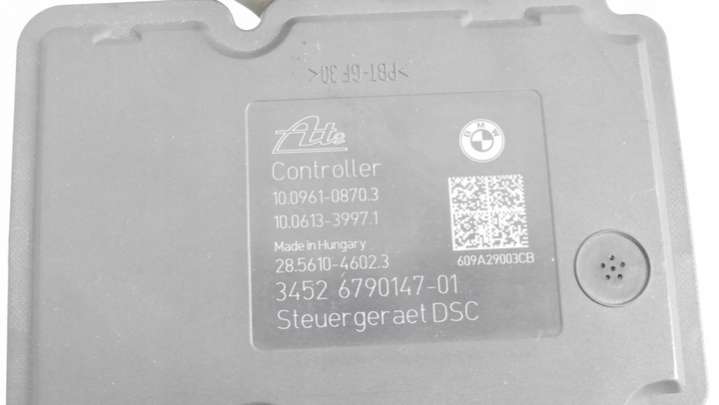 >PBT-GF30<
Ate
BMW
Controller
10.0961-0870.3
10.0613-3997.1
Made in Hungary
28.5610-4602.3
609A29003CB
3452 6790147-01
Steuergeraet DSC